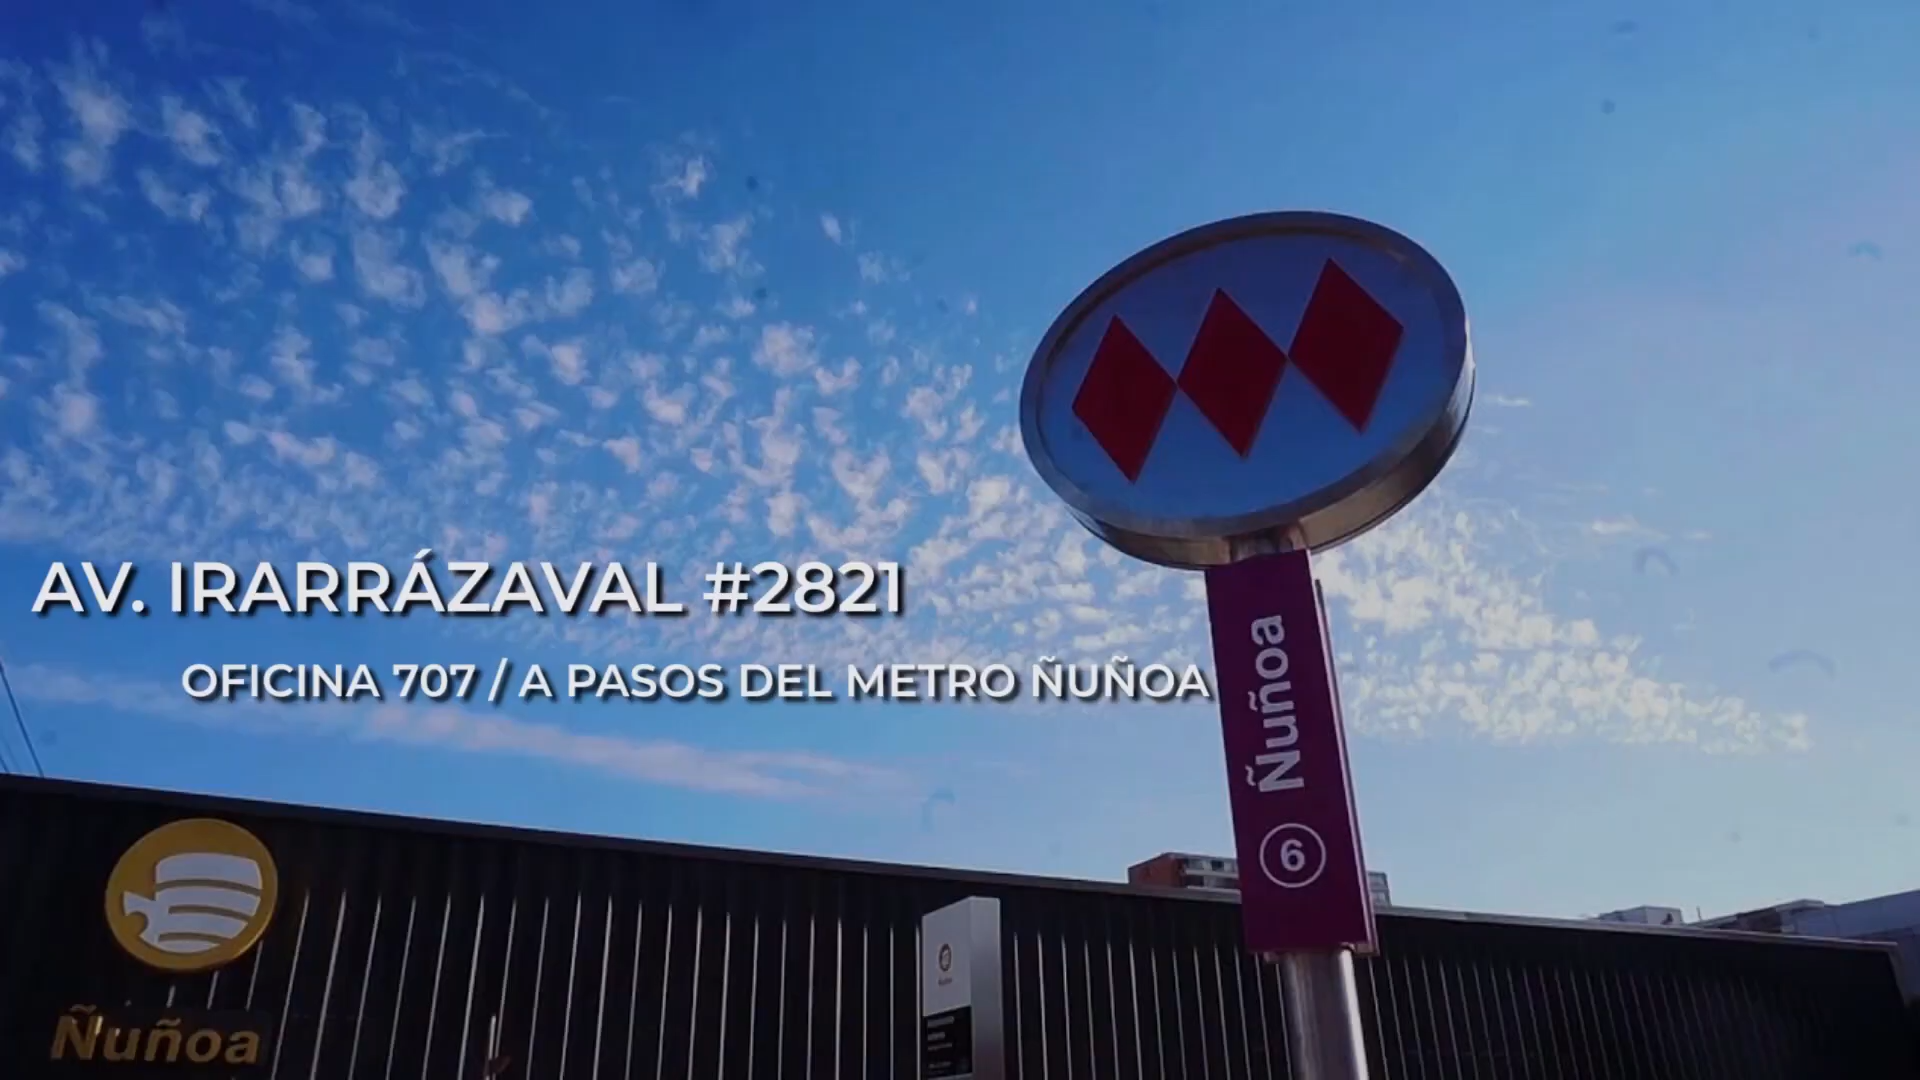 AV. IRARRÁZAVAL #2821
OFICINA 707 / A PASOS DEL METRO ÑUÑOA
Ñuñoa
6
Ñuñoa